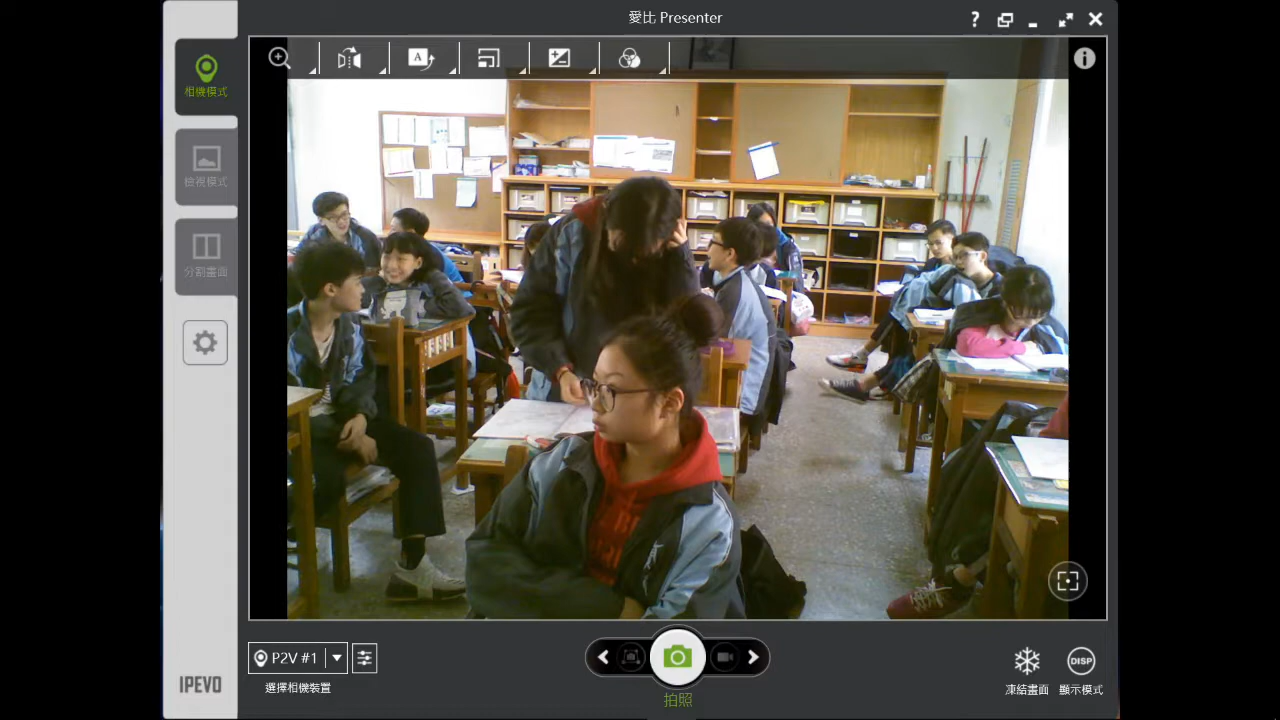 愛比 Presenter
?
相機模式
A
檢視模式
分割畫面
P2V #1
DISP
選擇相機裝置
凍結畫面
顯示模式
IPEVO
拍照